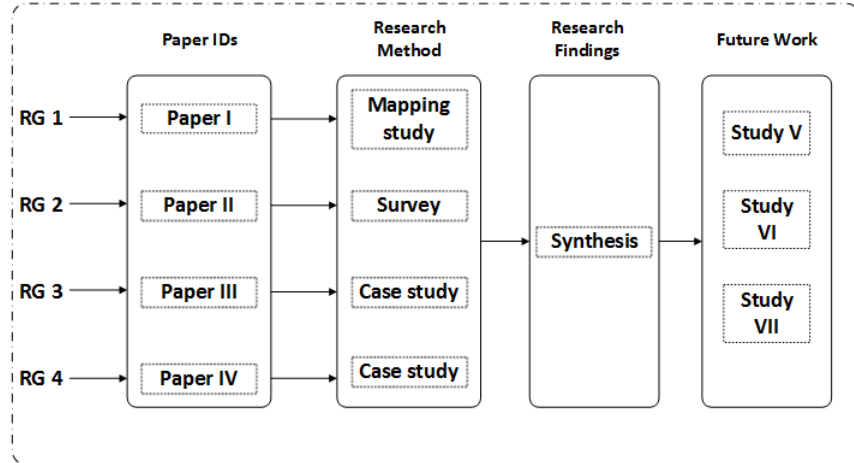 Paper IDs
Research
Method
Research
Findings
Future Work
RG 1
Paper I
Mapping
study
Study V
RG 2
Paper II
Survey
Study
VI
Synthesis
RG 3
Paper III
Case study
Study
VII
RG 4
Paper IV
Case study